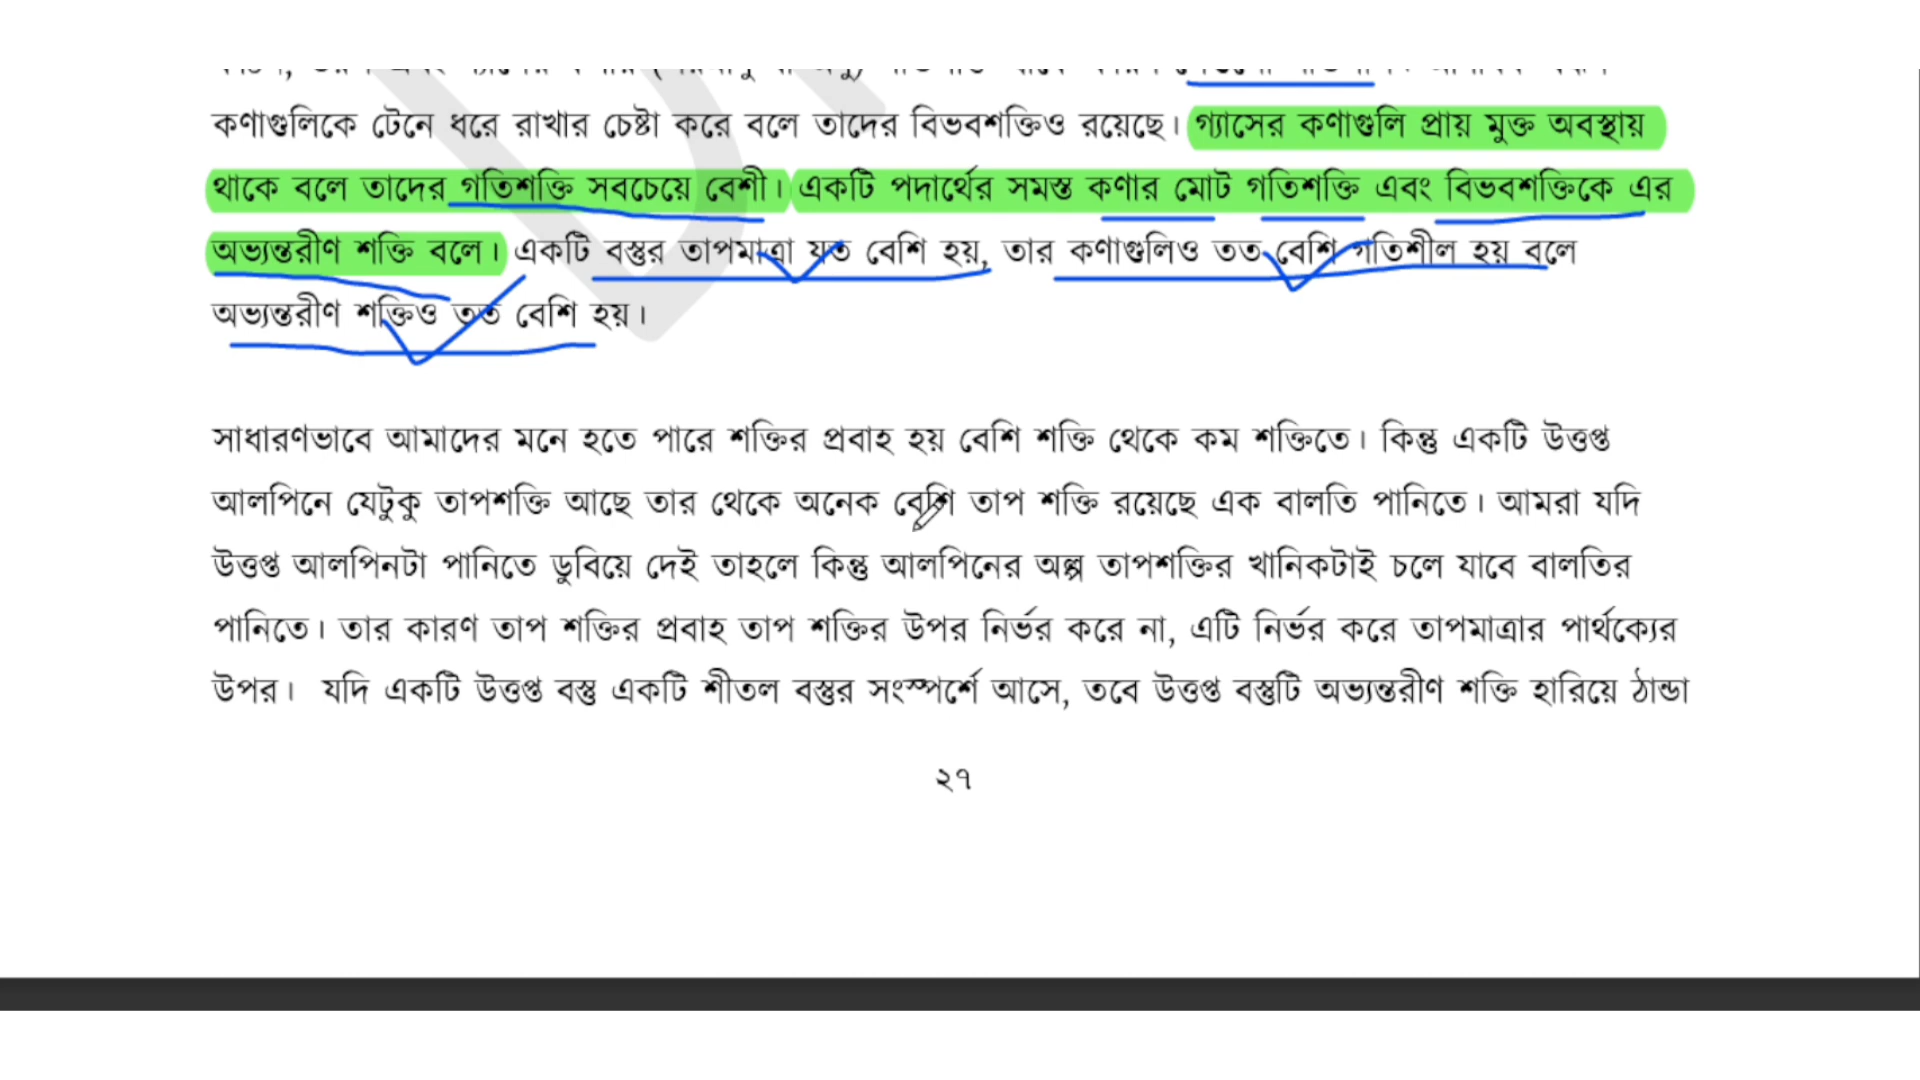 কণাগুলিকে টেনে ধরে রাখার চেষ্টা করে বলে তাদের বিভবশক্তিও রয়েছে। গ্যাসের কণাগুলি প্রায় মুক্ত অবস্থায়
থাকে বলে তাদের গতিশক্তি সবচেয়ে বেশী। একটি পদার্থের সমস্ত কণার মোট গতিশক্তি এবং বিভবশক্তিকে এর
অভ্যন্তরীণ শক্তি বলে। একটি বস্তুর তাপমাত্রা যত বেশি হয়, তার কণাগুলিও তত বেশি গতিশীল হয় বলে
অভ্যন্তরীণ শক্তিও তত বেশি হয়।
সাধারণভাবে আমাদের মনে হতে পারে শক্তির প্রবাহ হয় বেশি শক্তি থেকে কম শক্তিতে। কিন্তু একটি উত্তপ্ত
আলপিনে যেটুকু তাপশক্তি আছে তার থেকে অনেক বেশি তাপ শক্তি রয়েছে এক বালতি পানিতে। আমরা যদি
উত্তপ্ত আলপিনটা পানিতে ডুবিয়ে দেই তাহলে কিন্তু আলপিনের অল্প তাপশক্তির খানিকটাই চলে যাবে বালতির
পানিতে। তার কারণ তাপ শক্তির প্রবাহ তাপ শক্তির উপর নির্ভর করে না, এটি নির্ভর করে তাপমাত্রার পার্থক্যের
উপর। যদি একটি উত্তপ্ত বস্তু একটি শীতল বস্তুর সংস্পর্শে আসে, তবে উত্তপ্ত বস্তুটি অভ্যন্তরীণ শক্তি হারিয়ে ঠান্ডা
২৭